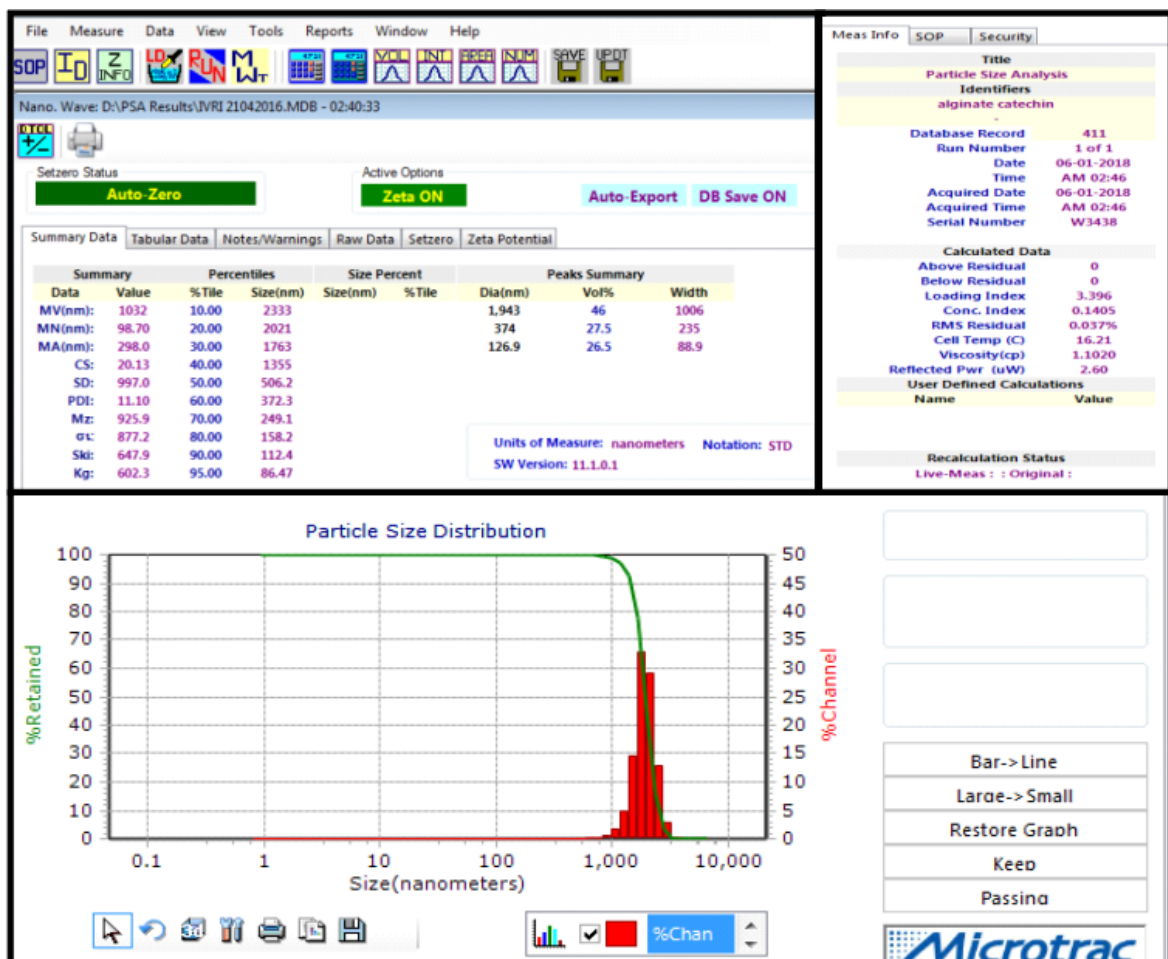 File Measure Data View Tools Reports Window Help
SOP ID Z INFO LD RUN MWT VOL INT AREA NUM SAVE UPDT
Nano. Wave: D:\PSA Results\IVRI 21042016.MDB - 02:40:33
Setzero Status Active Options
Auto-Zero Zeta ON Auto-Export DB Save ON
Summary Data Tabular Data Notes/Warnings Raw Data Setzero Zeta Potential
Summary Percentiles Size Percent Peaks Summary
Data Value %Tile Size(nm) Size(nm) %Tile Dia(nm) Vol% Width
MV(nm): 1032 10.00 2333 1,943 46 1006
MN(nm): 98.70 20.00 2021 374 27.5 235
MA(nm): 298.0 30.00 1763 126.9 26.5 88.9
CS: 20.13 40.00 1355
SD: 997.0 50.00 506.2
PDI: 11.10 60.00 372.3
Mz: 925.9 70.00 249.1
σι: 877.2 80.00 158.2
Ski: 647.9 90.00 112.4
Kg: 602.3 95.00 86.47
Units of Measure: nanometers Notation: STD
SW Version: 11.1.0.1
Meas Info SOP Security
Title
Particle Size Analysis
Identifiers
alginate catechin
-
Database Record 411
Run Number 1 of 1
Date 06-01-2018
Time AM 02:46
Acquired Date 06-01-2018
Acquired Time AM 02:46
Serial Number W3438
Calculated Data
Above Residual 0
Below Residual 0
Loading Index 3.396
Conc. Index 0.1405
RMS Residual 0.037%
Cell Temp (C) 16.21
Viscosity(cp) 1.1020
Reflected Pwr (uW) 2.60
User Defined Calculations
Name Value
Recalculation Status
Live-Meas : : Original :
Particle Size Distribution
100 50
90 45
80 40
70 35
60 30
50 25
40 20
30 15
20 10
10 5
0 0
%Retained
%Channel
0.1 1 10 100 1,000 10,000
Size(nanometers)
%Chan
Bar->Line
Large->Small
Restore Graph
Keep
Passing
Microtrac